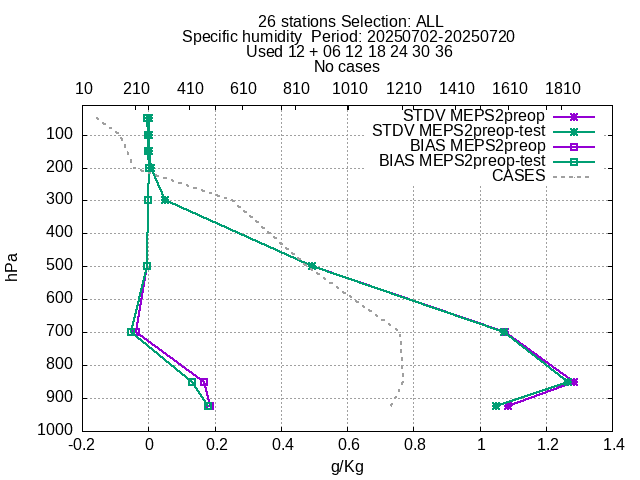 26 stations Selection: ALL
Specific humidity  Period: 20250702-20250720
Used 12 + 06 12 18 24 30 36
No cases
10 210 410 610 810 1010 1210 1410 1610 1810
STDV MEPS2preop
STDV MEPS2preop-test
BIAS MEPS2preop
BIAS MEPS2preop-test
CASES
100
200
300
400
500
600
700
800
900
1000
hPa
-0.2 0 0.2 0.4 0.6 0.8 1 1.2 1.4
g/Kg